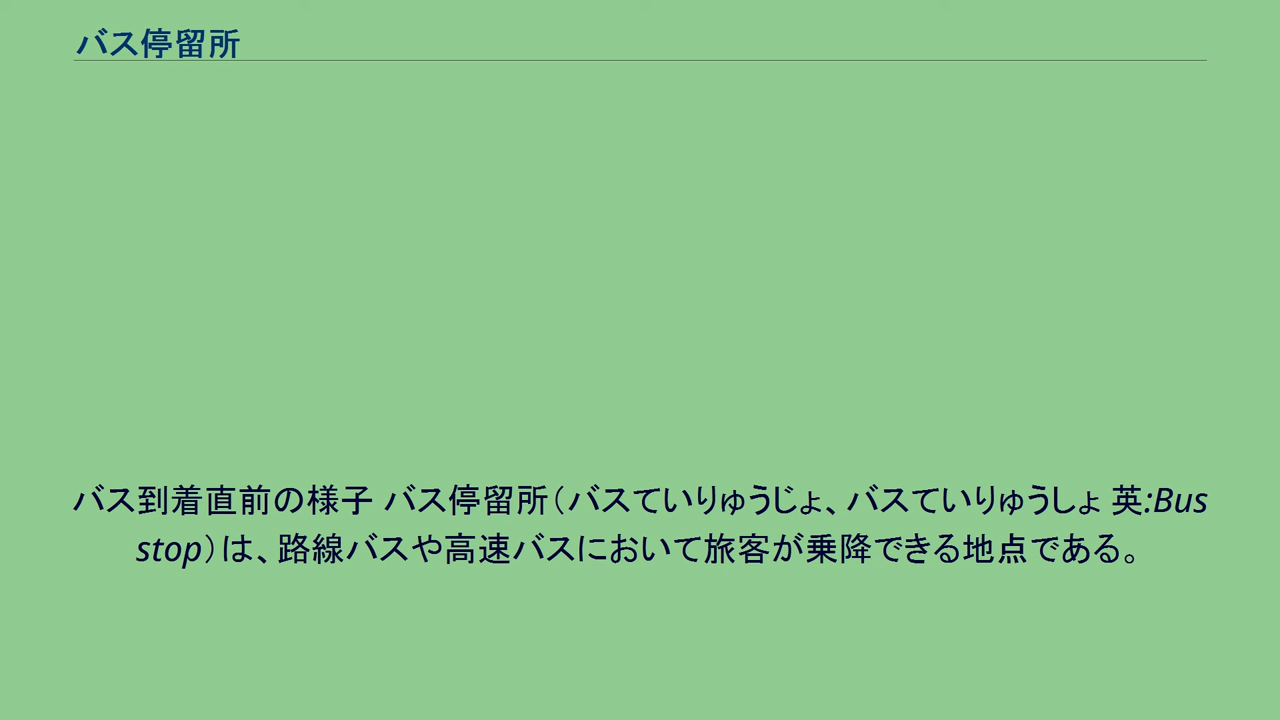 バス停留所
バス到着直前の様子 バス停留所（バスていりゅうじょ、バスていりゅうしょ 英:Bus
stop）は、路線バスや高速バスにおいて旅客が乗降できる地点である。